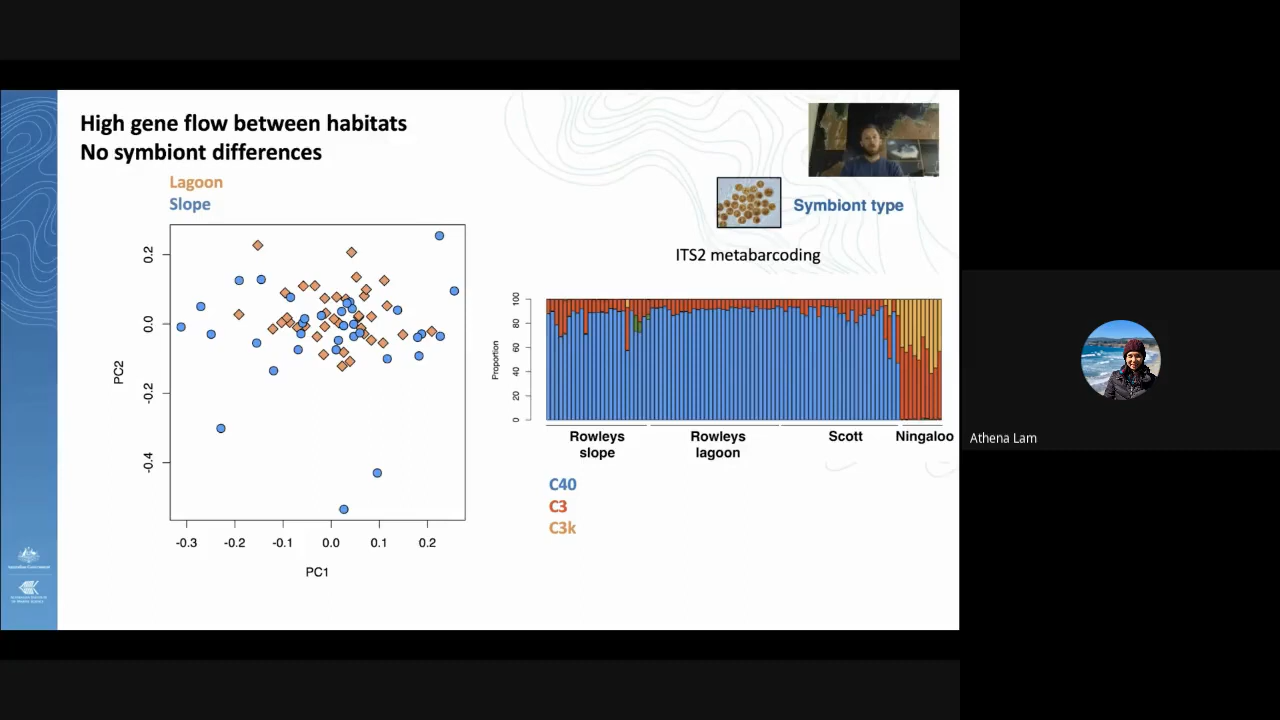 High gene flow between habitats
No symbiont differences
Lagoon
Slope
0.2
0.0
-0.2
-0.4
PC2
-0.3 -0.2 -0.1 0.0 0.1 0.2
PC1
Symbiont type
ITS2 metabarcoding
100
80
60
40
20
0
Proportion
Rowleys slope
Rowleys lagoon
Scott
Ningaloo
C40
C3
C3k
Australian Government
Athena Lam